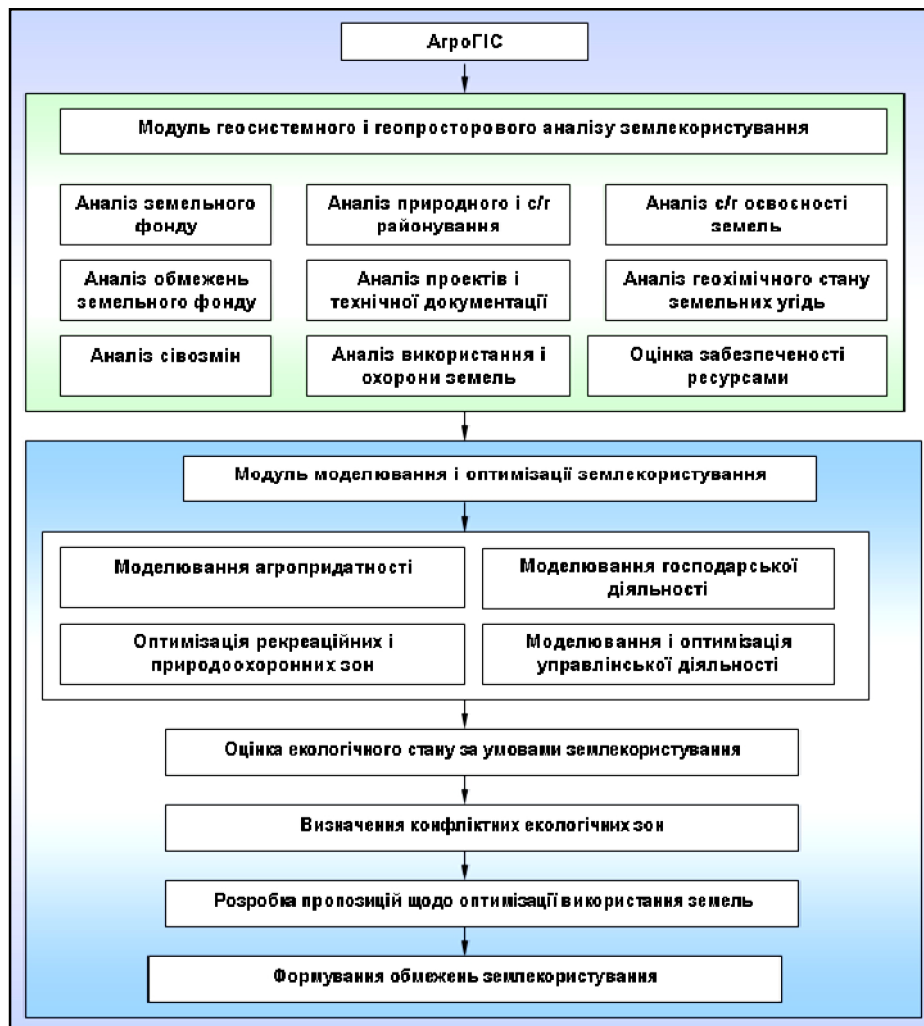 АгроГІС
Модуль геосистемного і геопросторового аналізу землекористування
Аналіз земельного
фонду
Аналіз природного і с/г
районування
Аналіз с/г освоєності
земель
Аналіз обмежень
земельного фонду
Аналіз проектів і
технічної документації
Аналіз геохімічного стану
земельних угідь
Аналіз сівозмін
Аналіз використання і
охорони земель
Оцінка забезпеченості
ресурсами
Модуль моделювання і оптимізації землекористування
Моделювання агропридатності
Моделювання господарської
діяльності
Оптимізація рекреаційних і
природоохоронних зон
Моделювання і оптимізація
управлінської діяльності
Оцінка екологічного стану за умовами землекористування
Визначення конфліктних екологічних зон
Розробка пропозицій щодо оптимізації використання земель
Формування обмежень землекористування